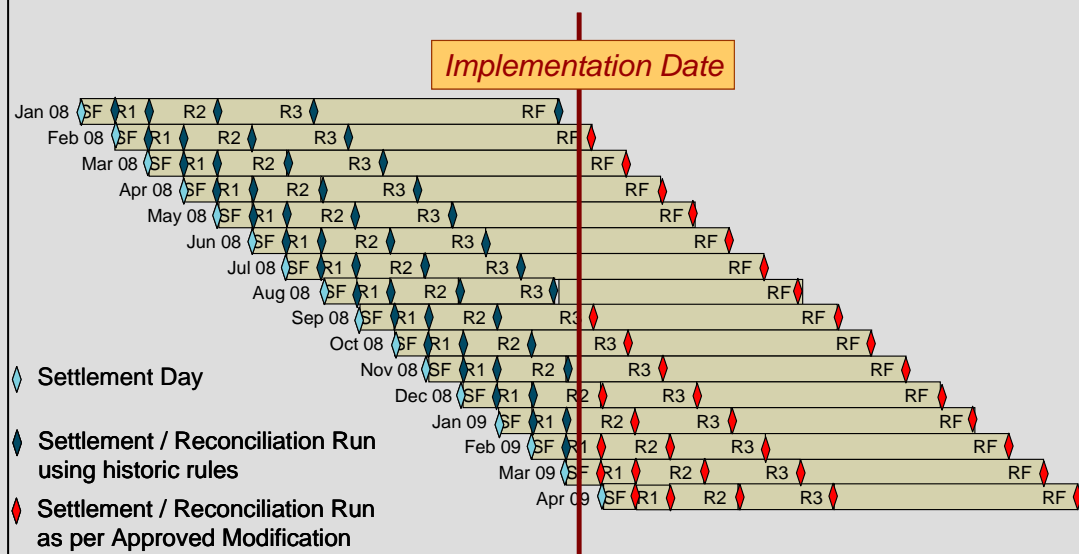 Implementation Date
Jan 08 SF R1 R2 R3 RF
Feb 08 SF R1 R2 R3 RF
Mar 08 SF R1 R2 R3 RF
Apr 08 SF R1 R2 R3 RF
May 08 SF R1 R2 R3 RF
Jun 08 SF R1 R2 R3 RF
Jul 08 SF R1 R2 R3 RF
Aug 08 SF R1 R2 R3 RF
Sep 08 SF R1 R2 R3 RF
Oct 08 SF R1 R2 R3 RF
Nov 08 SF R1 R2 R3 RF
Dec 08 SF R1 R2 R3 RF
Jan 09 SF R1 R2 R3 RF
Feb 09 SF R1 R2 R3 RF
Mar 09 SF R1 R2 R3 RF
Apr 09 SF R1 R2 R3 RF
Settlement Day
Settlement / Reconciliation Run
using historic rules
Settlement / Reconciliation Run
as per Approved Modification